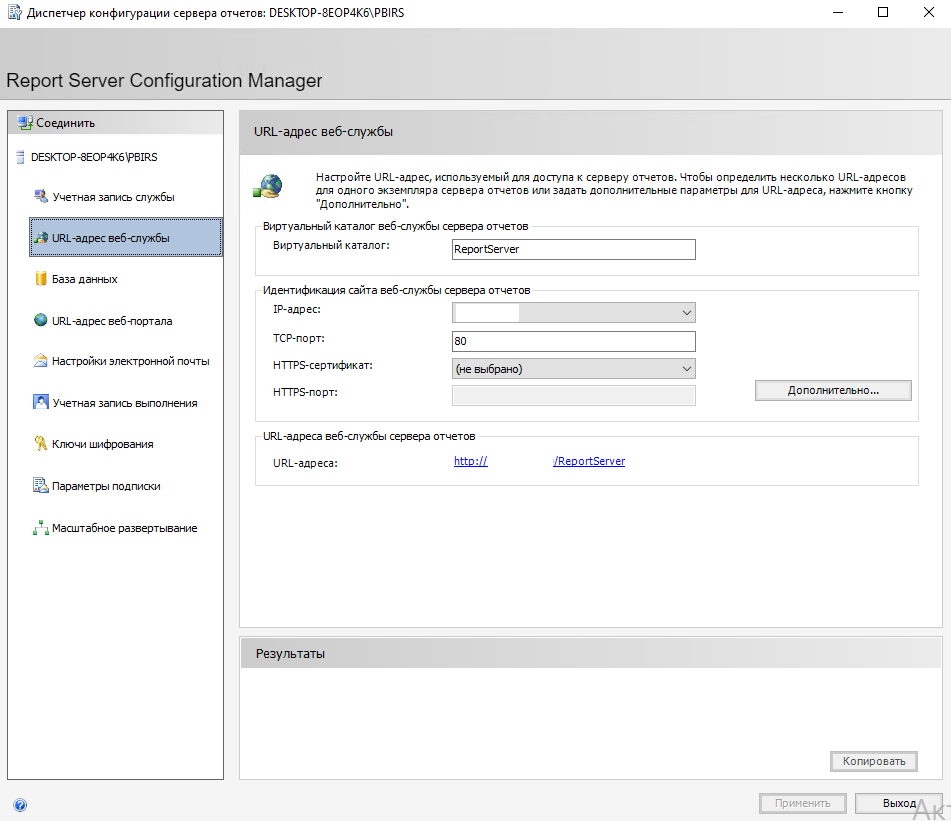 Диспетчер конфигурации сервера отчетов: DESKTOP-8EOP4K6\PBIRS
Report Server Configuration Manager
Соединить
DESKTOP-8EOP4K6\PBIRS
Учетная запись службы
URL-адрес веб-службы
База данных
URL-адрес веб-портала
Настройки электронной почты
Учетная запись выполнения
Ключи шифрования
Параметры подписки
Масштабное развертывание
URL-адрес веб-службы
Настройте URL-адрес, используемый для доступа к серверу отчетов. Чтобы определить несколько URL-адресов
для одного экземпляра сервера отчетов или задать дополнительные параметры для URL-адреса, нажмите кнопку
"Дополнительно".
Виртуальный каталог веб-службы сервера отчетов
Виртуальный каталог: ReportServer
Идентификация сайта веб-службы сервера отчетов
IP-адрес:
TCP-порт: 80
HTTPS-сертификат: (не выбрано)
HTTPS-порт:
Дополнительно...
URL-адреса веб-службы сервера отчетов
URL-адреса: http:// /ReportServer
Результаты
Копировать
Применить
Выход